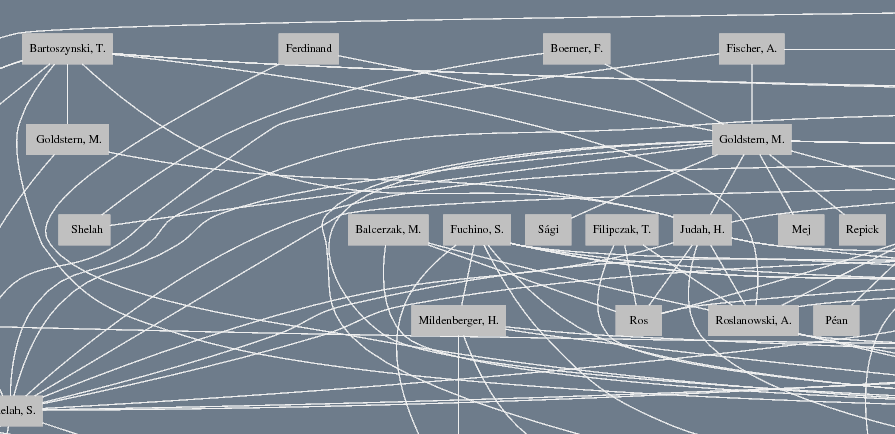 Bartoszynski, T.
Ferdinand
Boerner, F.
Fischer, A.
Goldstern, M.
Goldstern, M.
Shelah
Balcerzak, M.
Fuchino, S.
Sági
Filipczak, T.
Judah, H.
Mej
Repick
Mildenberger, H.
Ros
Roslanowski, A.
Péan
elah, S.